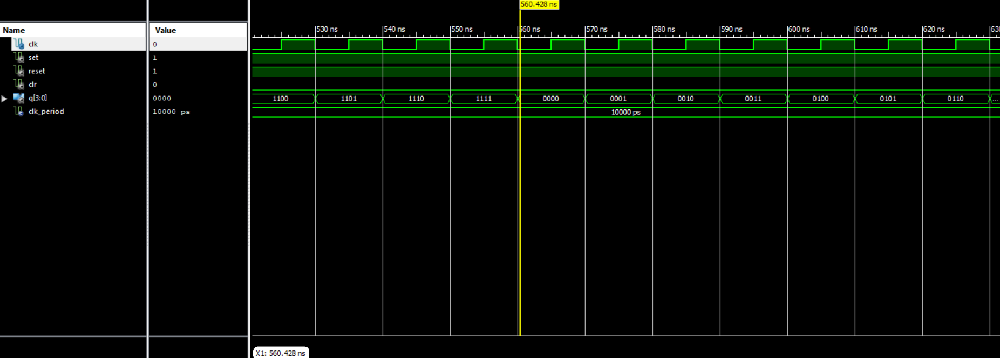 560.428 ns
Name Value
530 ns 540 ns 550 ns 560 ns 570 ns 580 ns 590 ns 600 ns 610 ns 620 ns
clk 0
set 1
reset 1
clr 0
q[3:0] 0000 1100 1101 1110 1111 0000 0001 0010 0011 0100 0101 0110 ...
clk_period 10000 ps 10000 ps
X1: 560.428 ns